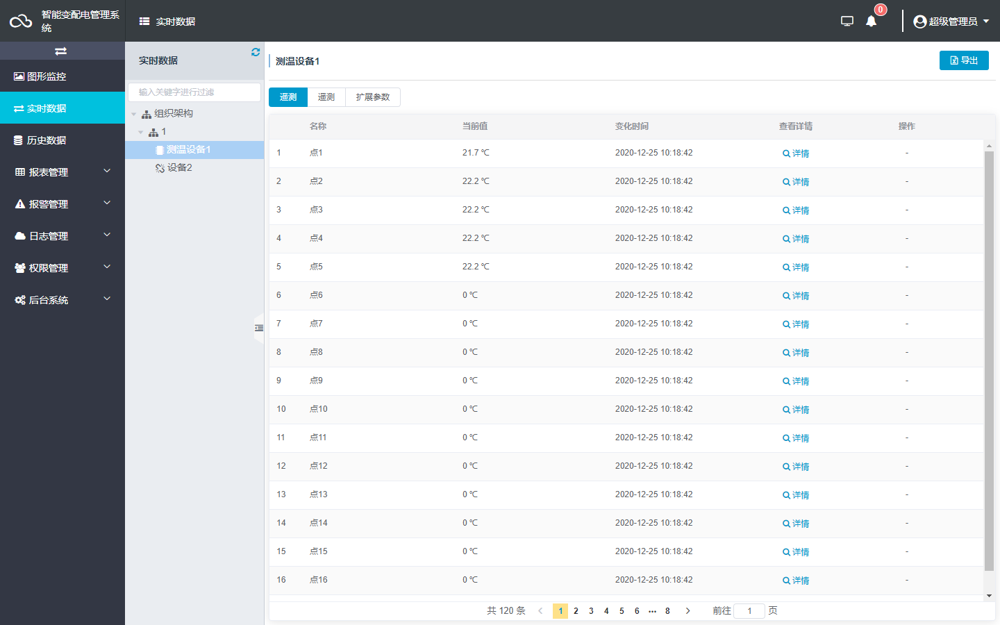 智能变配电管理系
统
实时数据
0
超级管理员
图形监控
实时数据
历史数据
报表管理
报警管理
日志管理
权限管理
后台系统
实时数据
输入关键字进行过滤
组织架构
1
测温设备1
设备2
测温设备1
导出
遥测 遥测 扩展参数
名称 当前值 变化时间 查看详情 操作
1 点1 21.7 ℃ 2020-12-25 10:18:42 详情 -
2 点2 22.2 ℃ 2020-12-25 10:18:42 详情 -
3 点3 22.2 ℃ 2020-12-25 10:18:42 详情 -
4 点4 22.2 ℃ 2020-12-25 10:18:42 详情 -
5 点5 22.2 ℃ 2020-12-25 10:18:42 详情 -
6 点6 0 ℃ 2020-12-25 10:18:42 详情 -
7 点7 0 ℃ 2020-12-25 10:18:42 详情 -
8 点8 0 ℃ 2020-12-25 10:18:42 详情 -
9 点9 0 ℃ 2020-12-25 10:18:42 详情 -
10 点10 0 ℃ 2020-12-25 10:18:42 详情 -
11 点11 0 ℃ 2020-12-25 10:18:42 详情 -
12 点12 0 ℃ 2020-12-25 10:18:42 详情 -
13 点13 0 ℃ 2020-12-25 10:18:42 详情 -
14 点14 0 ℃ 2020-12-25 10:18:42 详情 -
15 点15 0 ℃ 2020-12-25 10:18:42 详情 -
16 点16 0 ℃ 2020-12-25 10:18:42 详情 -
共 120 条 1 2 3 4 5 6 ••• 8 前往 1 页